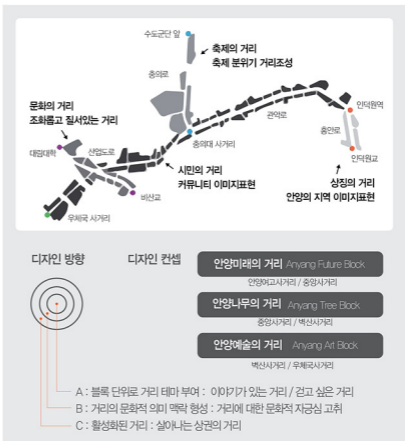 수도군단 앞
축제의 거리
축제 분위기 거리조성
충의로
문화의 거리
조화롭고 질서있는 거리
관악로
인덕원역
흥안로
대림대학
산업도로
충의대 사거리
시민의 거리
커뮤니티 이미지표현
인덕원교
비산교
상징의 거리
안양의 지역 이미지표현
우체국 사거리
디자인 방향
디자인 컨셉
안양미래의 거리 Anyang Future Block
안양여고사거리 / 중앙사거리
안양나무의 거리 Anyang Tree Block
중앙사거리 / 벽산사거리
안양예술의 거리 Anyang Art Block
벽산사거리 / 우체국사거리
A : 블록 단위로 거리 테마 부여 : 이야기가 있는 거리 / 걷고 싶은 거리
B : 거리의 문화적 의미 맥락 형성 : 거리에 대한 문화적 자긍심 고취
C : 활성화된 거리 : 살아나는 상권의 거리